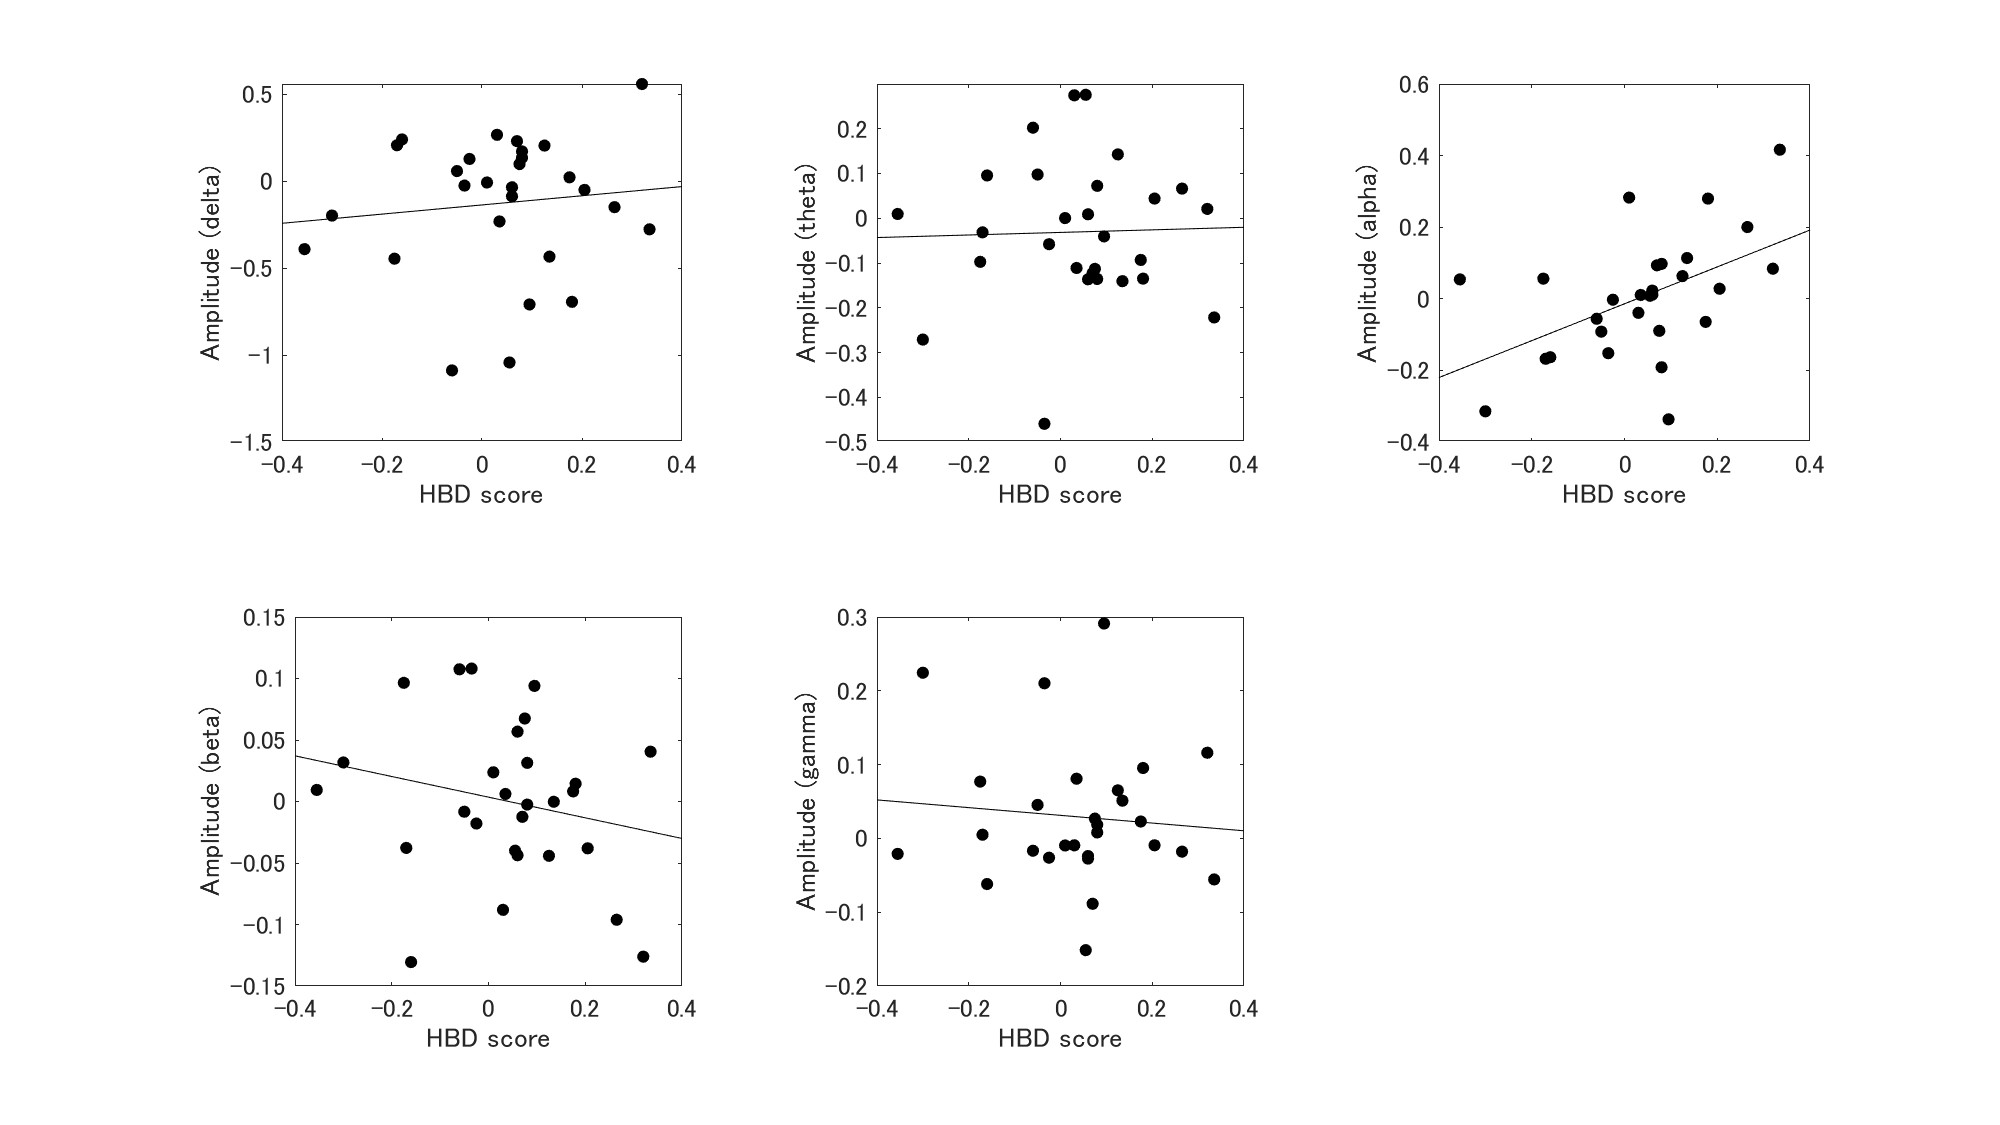 0.5
0
−0.5
−1
−1.5
Amplitude (delta)
−0.4 −0.2 0 0.2 0.4
HBD score
0.2
0.1
0
−0.1
−0.2
−0.3
−0.4
−0.5
Amplitude (theta)
−0.4 −0.2 0 0.2 0.4
HBD score
0.6
0.4
0.2
0
−0.2
−0.4
Amplitude (alpha)
−0.4 −0.2 0 0.2 0.4
HBD score
0.15
0.1
0.05
0
−0.05
−0.1
−0.15
Amplitude (beta)
−0.4 −0.2 0 0.2 0.4
HBD score
0.3
0.2
0.1
0
−0.1
−0.2
Amplitude (gamma)
−0.4 −0.2 0 0.2 0.4
HBD score